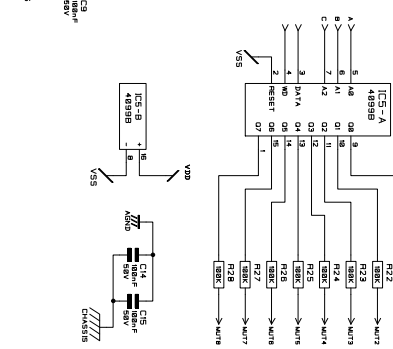 IC5-A
4099B
A 5 A0 Q0 9
B 6 A1 Q1 10
C 7 A2 Q2 11
Q3 12
3 DATA Q4 13
4 WD Q5 14
2 RESET Q6 15
Q7 1
VSS
R22 100K MUT2
R23 100K MUT3
R24 100K MUT4
R25 100K MUT5
R26 100K MUT6
R27 100K MUT7
R28 100K MUT8
IC5-B
4099B
+ 16 VDD
- 8 VSS
AGND
C14
100nF
50V
C15
100nF
50V
CHASSIS
C9
100nF
50V